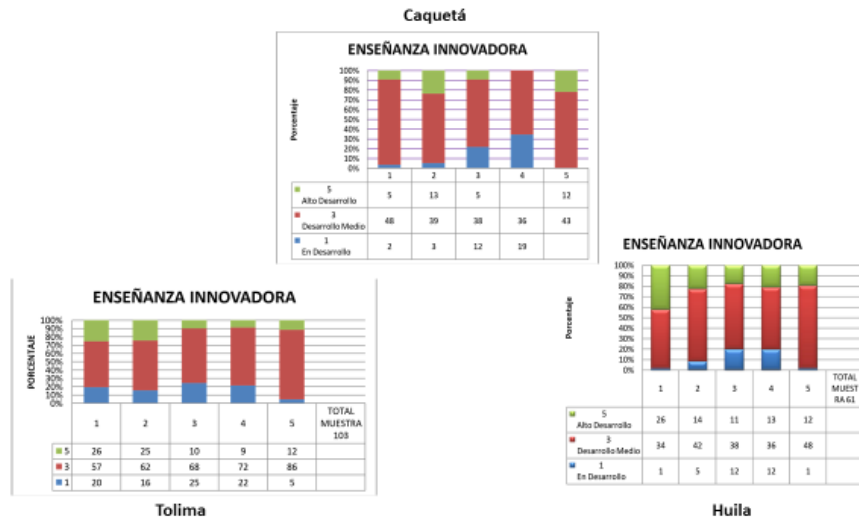 Caquetá
ENSEÑANZA INNOVADORA
Porcentaje
100%
90%
80%
70%
60%
50%
40%
30%
20%
10%
0%
1 2 3 4 5
5 Alto Desarrollo 5 13 5 12
3 Desarrollo Medio 48 39 38 36 43
1 En Desarrollo 2 3 12 19
ENSEÑANZA INNOVADORA
PORCENTAJE
100%
90%
80%
70%
60%
50%
40%
30%
20%
10%
0%
1 2 3 4 5 TOTAL MUESTRA 103
5 26 25 10 9 12
3 57 62 68 72 86
1 20 16 25 22 5
Tolima
ENSEÑANZA INNOVADORA
Porcentaje
100%
90%
80%
70%
60%
50%
40%
30%
20%
10%
0%
1 2 3 4 5 TOTAL MUEST RA 61
5 Alto Desarrollo 26 14 11 13 12
3 Desarrollo Medio 34 42 38 36 48
1 En Desarrollo 1 5 12 12 1
Huila